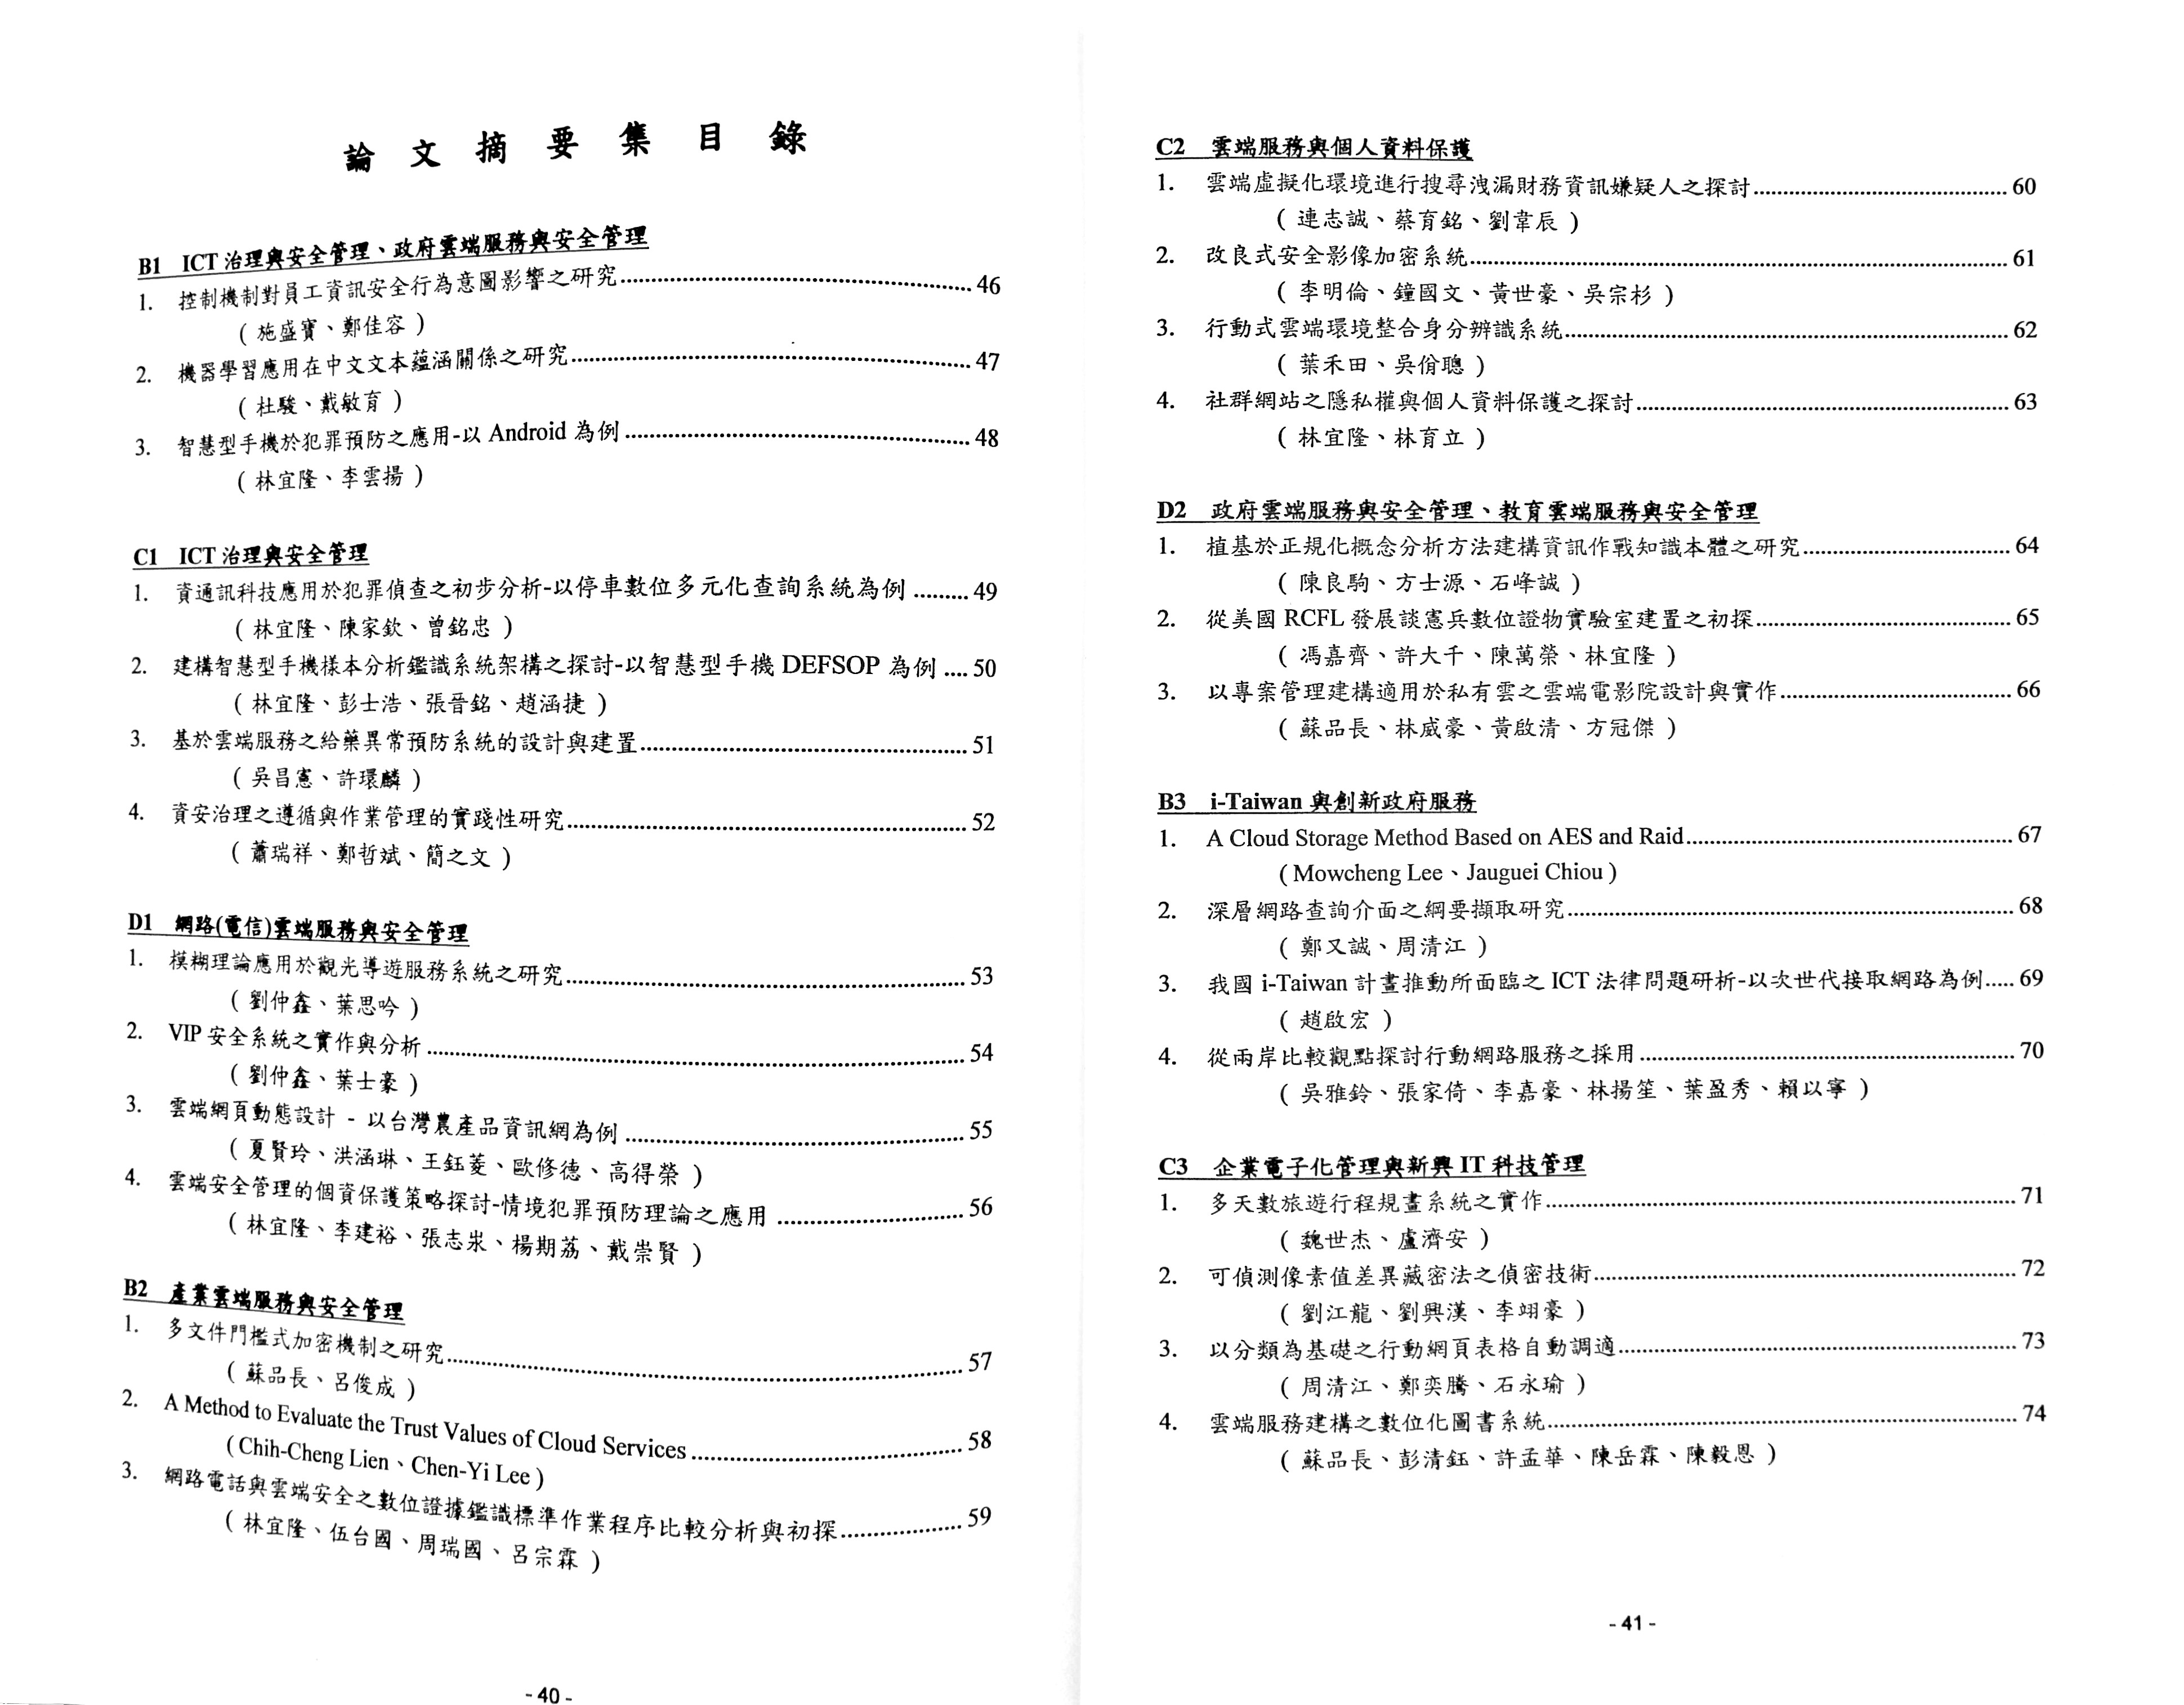 論文摘要集目錄
B1 ICT 治理與安全管理、政府雲端服務與安全管理
1. 控制機制對員工資訊安全行為意圖影響之研究 46
( 施盛寶、鄭佳容 )
2. 機器學習應用在中文文本蘊涵關係之研究 47
( 杜駿、戴敏育 )
3. 智慧型手機於犯罪預防之應用-以 Android 為例 48
( 林宜隆、李雲揚 )
C1 ICT 治理與安全管理
1. 資通訊科技應用於犯罪偵查之初步分析-以停車數位多元化查詢系統為例 49
( 林宜隆、陳家欽、曾銘忠 )
2. 建構智慧型手機樣本分析鑑識系統架構之探討-以智慧型手機 DEFSOP 為例 50
( 林宜隆、彭士浩、張晉銘、趙涵捷 )
3. 基於雲端服務之給藥異常預防系統的設計與建置 51
( 吳昌憲、許環麟 )
4. 資安治理之遵循與作業管理的實踐性研究 52
( 蕭瑞祥、鄭哲斌、簡之文 )
D1 網路(電信)雲端服務與安全管理
1. 模糊理論應用於觀光導遊服務系統之研究 53
( 劉仲鑫、葉思吟 )
2. VIP 安全系統之實作與分析 54
( 劉仲鑫、葉士豪 )
3. 雲端網頁動態設計 - 以台灣農產品資訊網為例 55
( 夏賢玲、洪涵琳、王鈺菱、歐修德、高得榮 )
4. 雲端安全管理的個資保護策略探討-情境犯罪預防理論之應用 56
( 林宜隆、李建裕、張志汖、楊期荔、戴崇賢 )
B2 產業雲端服務與安全管理
1. 多文件門檻式加密機制之研究 57
( 蘇品長、呂俊成 )
2. A Method to Evaluate the Trust Values of Cloud Services 58
( Chih-Cheng Lien、Chen-Yi Lee )
3. 網路電話與雲端安全之數位證據鑑識標準作業程序比較分析與初探 59
( 林宜隆、伍台國、周瑞國、呂宗霖 )
- 40 -
C2 雲端服務與個人資料保護
1. 雲端虛擬化環境進行搜尋洩漏財務資訊嫌疑人之探討 60
( 連志誠、蔡育銘、劉韋辰 )
2. 改良式安全影像加密系統 61
( 李明倫、鐘國文、黃世豪、吳宗杉 )
3. 行動式雲端環境整合身分辨識系統 62
( 葉禾田、吳佾聰 )
4. 社群網站之隱私權與個人資料保護之探討 63
( 林宜隆、林育立 )
D2 政府雲端服務與安全管理、教育雲端服務與安全管理
1. 植基於正規化概念分析方法建構資訊作戰知識本體之研究 64
( 陳良駒、方士源、石峰誠 )
2. 從美國 RCFL 發展談憲兵數位證物實驗室建置之初探 65
( 馮嘉齊、許大千、陳萬榮、林宜隆 )
3. 以專案管理建構適用於私有雲之雲端電影院設計與實作 66
( 蘇品長、林威豪、黃啟清、方冠傑 )
B3 i-Taiwan 與創新政府服務
1. A Cloud Storage Method Based on AES and Raid 67
( Mowcheng Lee、Jauguei Chiou )
2. 深層網路查詢介面之綱要擷取研究 68
( 鄭又誠、周清江 )
3. 我國 i-Taiwan 計畫推動所面臨之 ICT 法律問題研析-以次世代接取網路為例 69
( 趙啟宏 )
4. 從兩岸比較觀點探討行動網路服務之採用 70
( 吳雅鈴、張家倚、李嘉豪、林揚笙、葉盈秀、賴以寧 )
C3 企業電子化管理與新興 IT 科技管理
1. 多天數旅遊行程規畫系統之實作 71
( 魏世杰、盧濟安 )
2. 可偵測像素值差異藏密法之偵密技術 72
( 劉江龍、劉興漢、李翊豪 )
3. 以分類為基礎之行動網頁表格自動調適 73
( 周清江、鄭奕騰、石永瑜 )
4. 雲端服務建構之數位化圖書系統 74
( 蘇品長、彭清鈺、許孟華、陳岳霖、陳毅恩 )
- 41 -